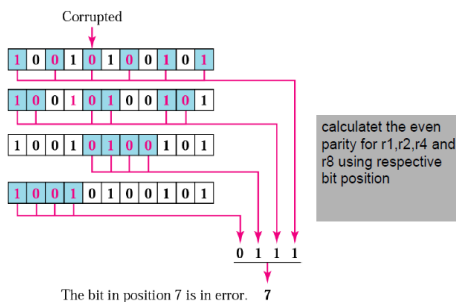 Corrupted
1 0 0 1 0 1 0 0 1 0 1
1 0 0 1 0 1 0 0 1 0 1
calculatet the even
parity for r1,r2,r4 and
r8 using respective
bit position
1 0 0 1 0 1 0 0 1 0 1
1 0 0 1 0 1 0 0 1 0 1
0 1 1 1
The bit in position 7 is in error. 7